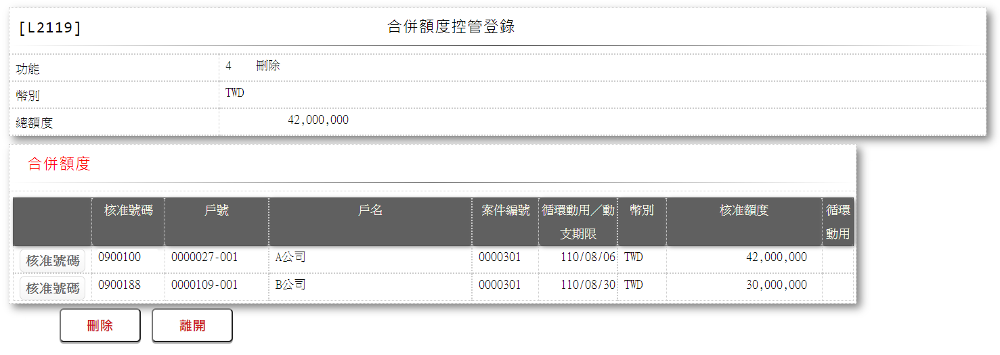 [L2119] 合併額度控管登錄
功能 4 刪除
幣別 TWD
總額度 42,000,000
合併額度
核准號碼 戶號 戶名 案件編號 循環動用／動支期限 幣別 核准額度 循環動用
核准號碼 0900100 0000027-001 A公司 0000301 110/08/06 TWD 42,000,000
核准號碼 0900188 0000109-001 B公司 0000301 110/08/30 TWD 30,000,000
刪除 離開